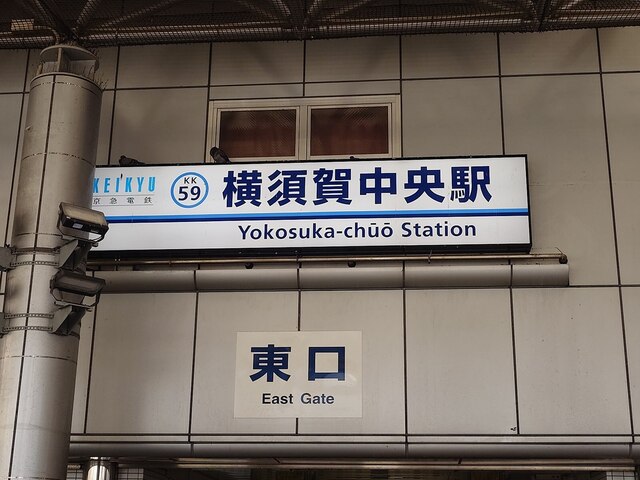 KEIKYU
京急電鉄
KK
59
横須賀中央駅
Yokosuka-chūō Station
東口
East Gate